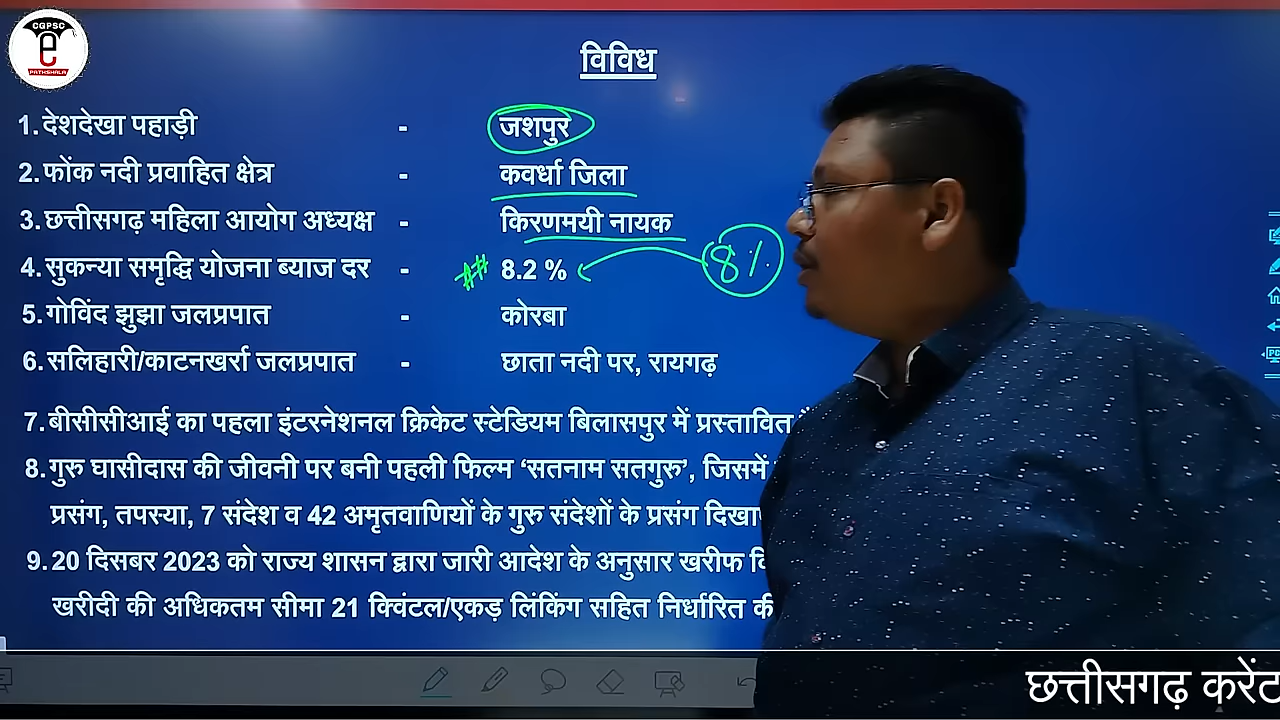 CGPSC
e
PATHSHALA
विविध
1. देशदेखा पहाड़ी - जशपुर
2. फोंक नदी प्रवाहित क्षेत्र - कवर्धा जिला
3. छत्तीसगढ़ महिला आयोग अध्यक्ष - किरणमयी नायक
4. सुकन्या समृद्धि योजना ब्याज दर - ## 8.2 % 8%
5. गोविंद झुझा जलप्रपात - कोरबा
6. सलिहारी/काटनखर्रा जलप्रपात - छाता नदी पर, रायगढ़
7. बीसीसीआई का पहला इंटरनेशनल क्रिकेट स्टेडियम बिलासपुर में प्रस्तावित
8. गुरु घासीदास की जीवनी पर बनी पहली फिल्म ‘सतनाम सतगुरु’, जिसमें
प्रसंग, तपस्या, 7 संदेश व 42 अमृतवाणियों के गुरु संदेशों के प्रसंग
9. 20 दिसबर 2023 को राज्य शासन द्वारा जारी आदेश के अनुसार खरीफ
खरीदी की अधिकतम सीमा 21 क्विंटल/एकड़ लिंकिंग सहित निर्धारित
छत्तीसगढ़ करेंट